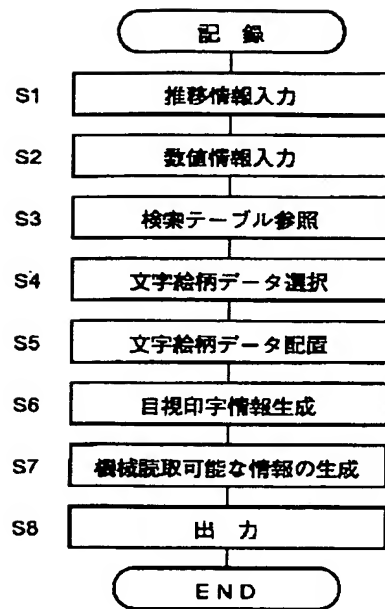 記 録
S1 推移情報入力
S2 数値情報入力
S3 検索テーブル参照
S4 文字絵柄データ選択
S5 文字絵柄データ配置
S6 目視印字情報生成
S7 機械読取可能な情報の生成
S8 出 力
END